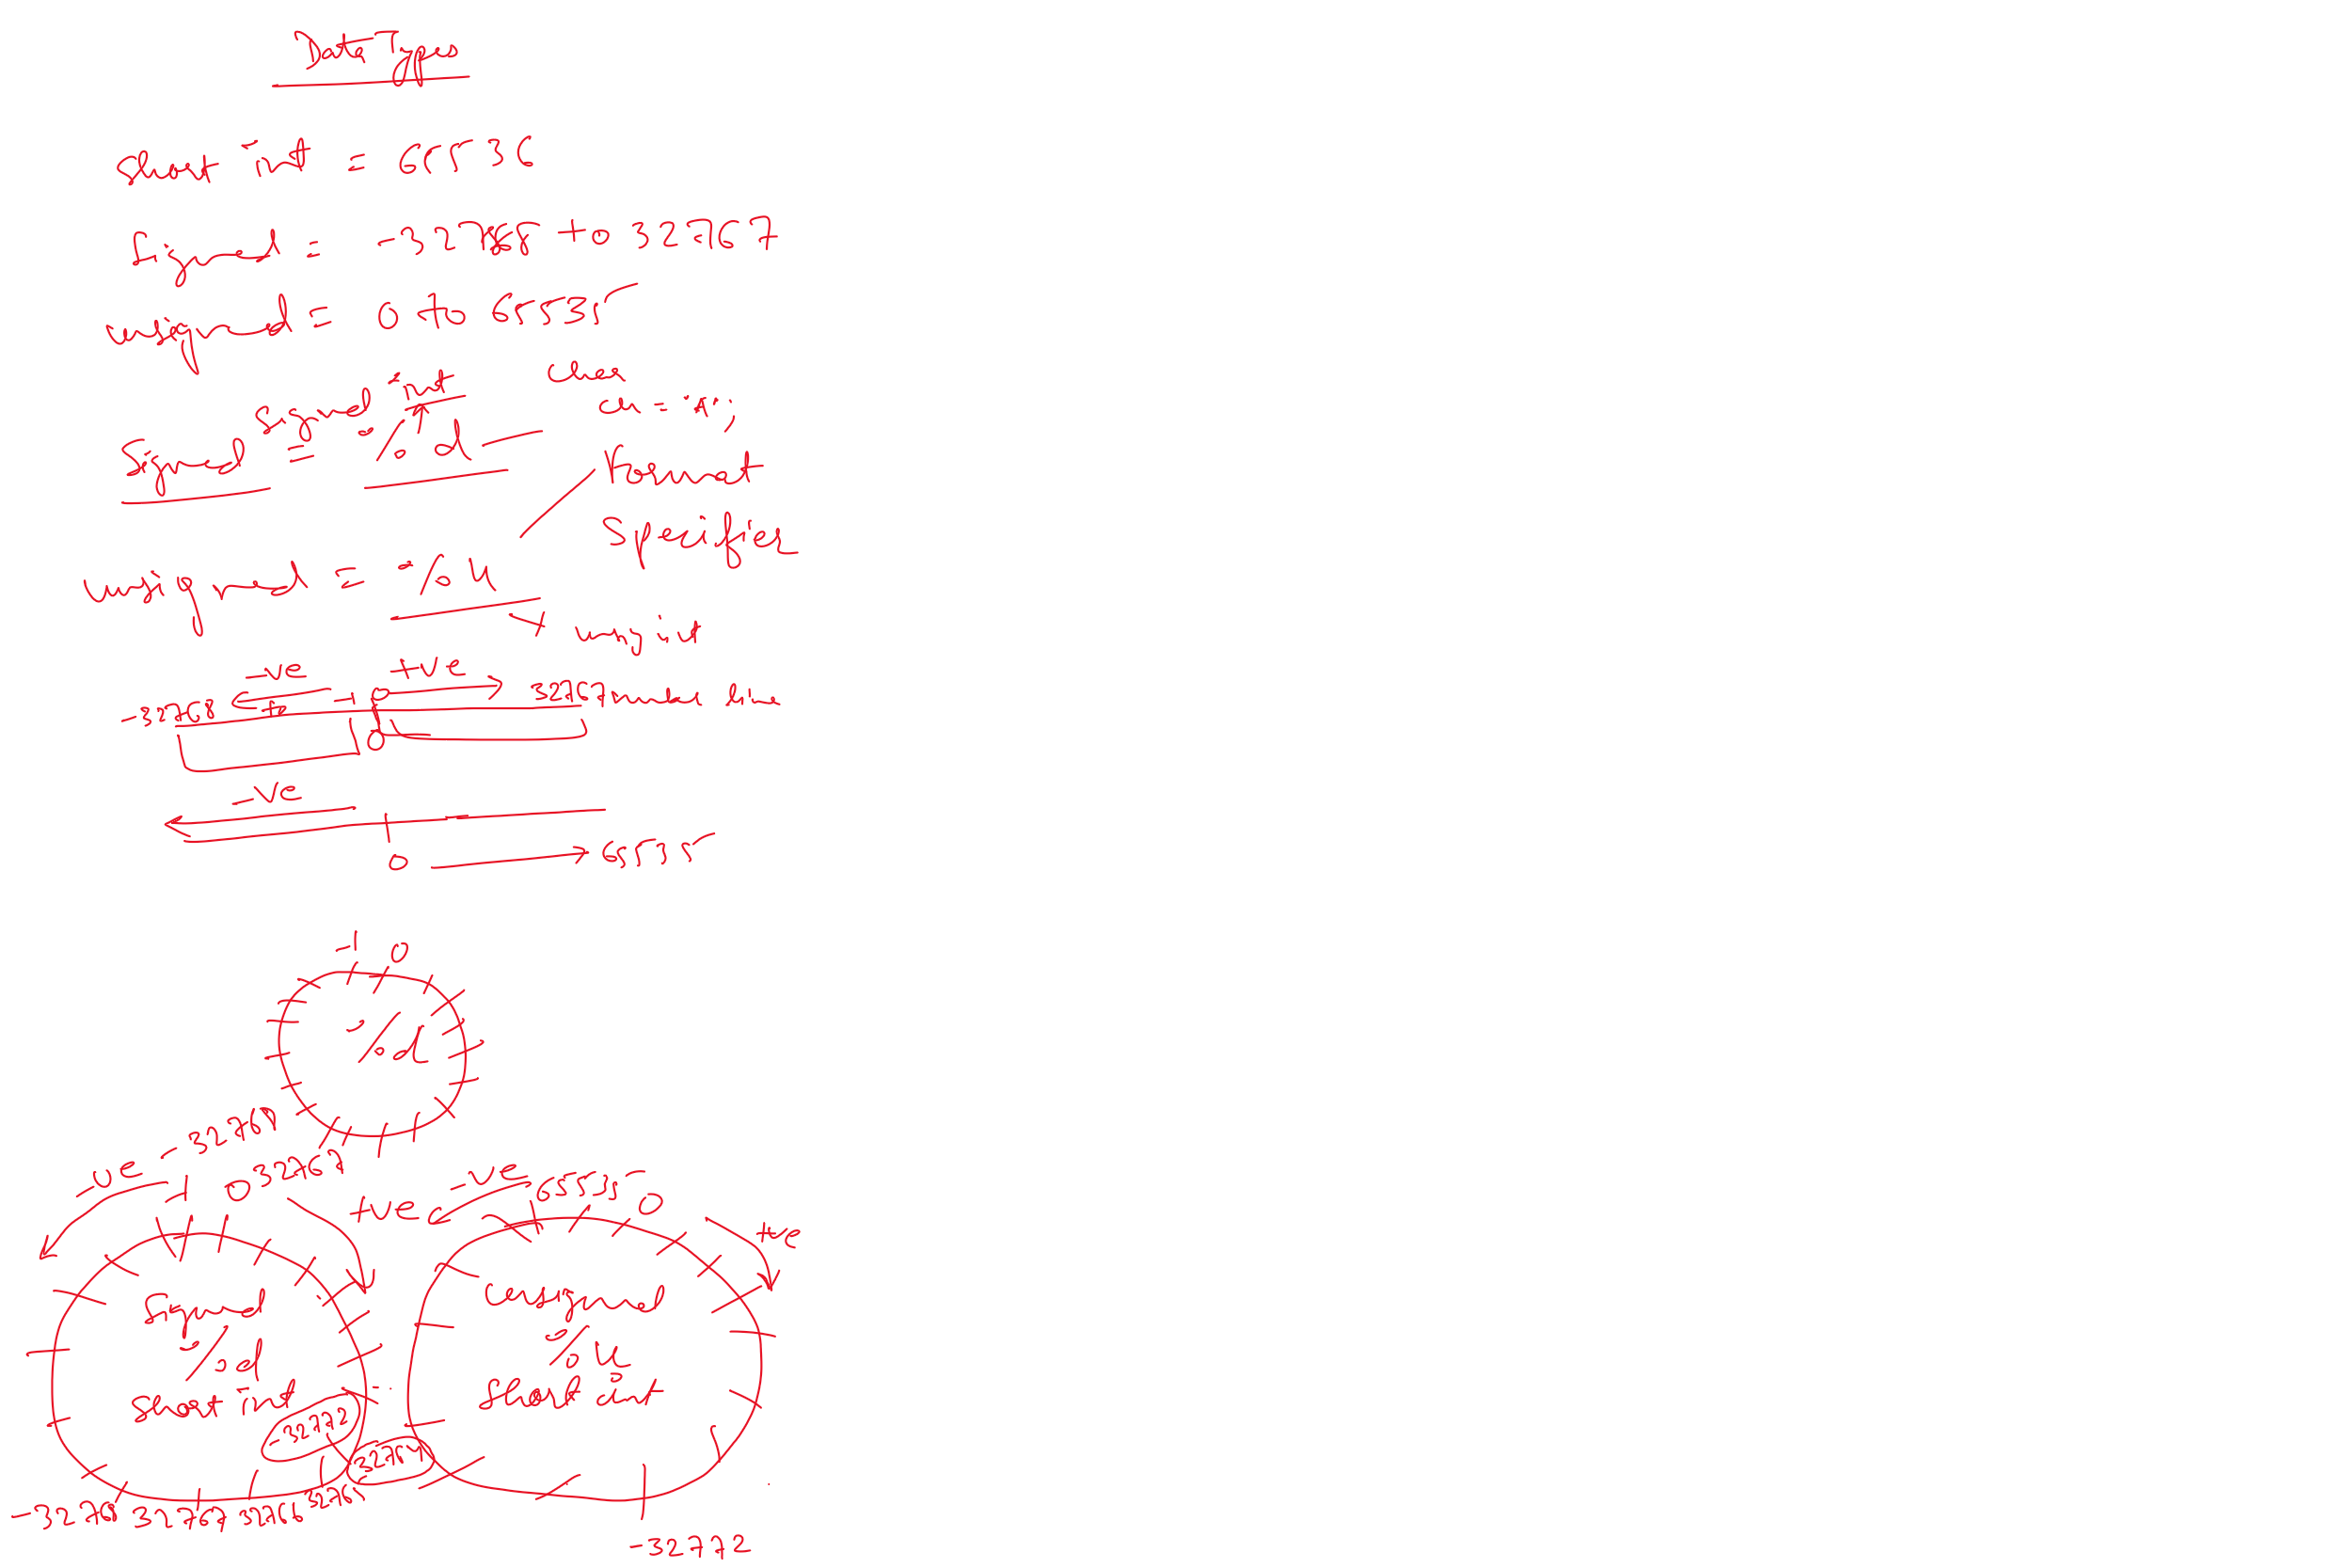 Data Types
Short int = 65536
Signed = -32768 to 32767
unsigned = 0 to 65535
Signed = %d
signed int
char
ch = 'A';
Format
Specifier
unsigned = %u
uns int
-ve +ve
-32768 -1 0 32767 number line
0
-ve
0 65535
-1 0
%d
-ve -32768
-1 0 32767
+ve
-ve 65535 0
+ve
Signed
%d
Short int
-32772
32764
-32768 32767 32766 32765
unsigned
%u
Short int
-32772